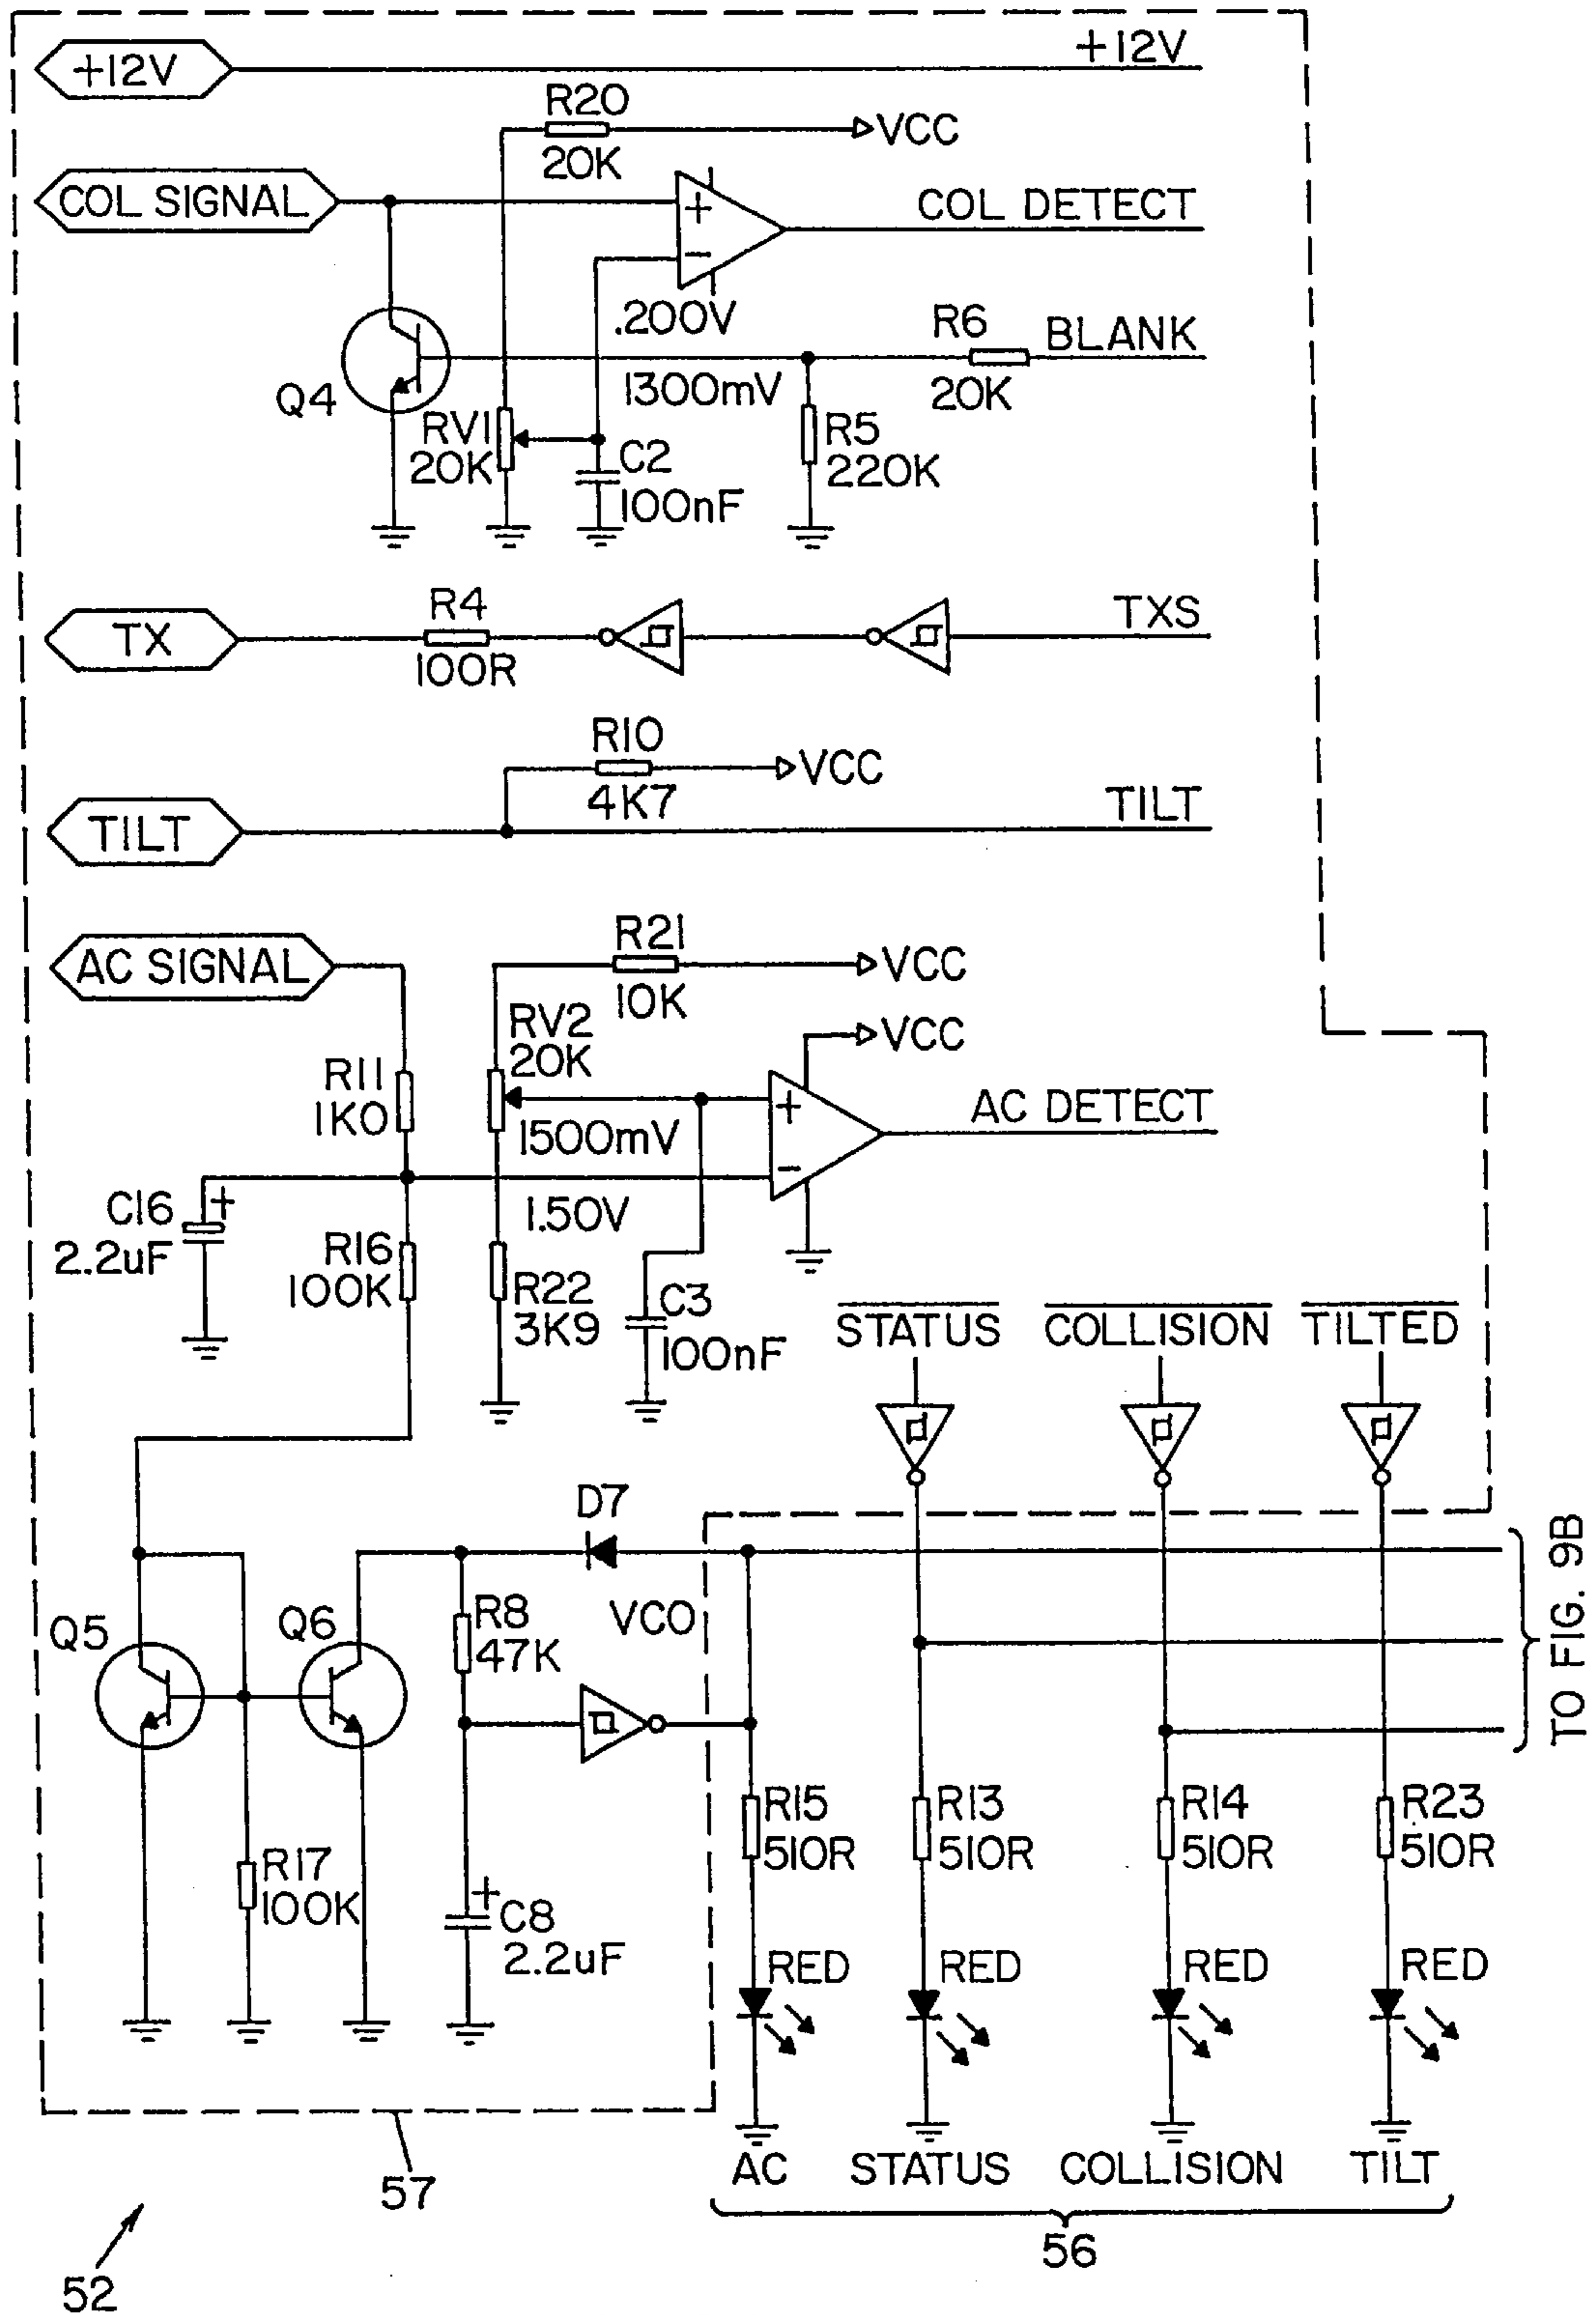 +12V
+12V
R20
20K
VCC
COL SIGNAL
+
−
COL DETECT
.200V
R6
BLANK
20K
1300mV
Q4
RV1
20K
C2
100nF
R5
220K
TX
R4
100R
TXS
R10
4K7
VCC
TILT
TILT
AC SIGNAL
R21
10K
VCC
RV2
20K
VCC
R11
1K0
+
−
1500mV
AC DETECT
1.50V
C16
+
2.2uF
R16
100K
R22
3K9
C3
100nF
STATUS
COLLISION
TILTED
D7
Q5
Q6
R8
47K
VCO
TO FIG. 9B
R17
100K
+
C8
2.2uF
R15
510R
R13
510R
R14
510R
R23
510R
RED
RED
RED
RED
AC
STATUS
COLLISION
TILT
57
56
52